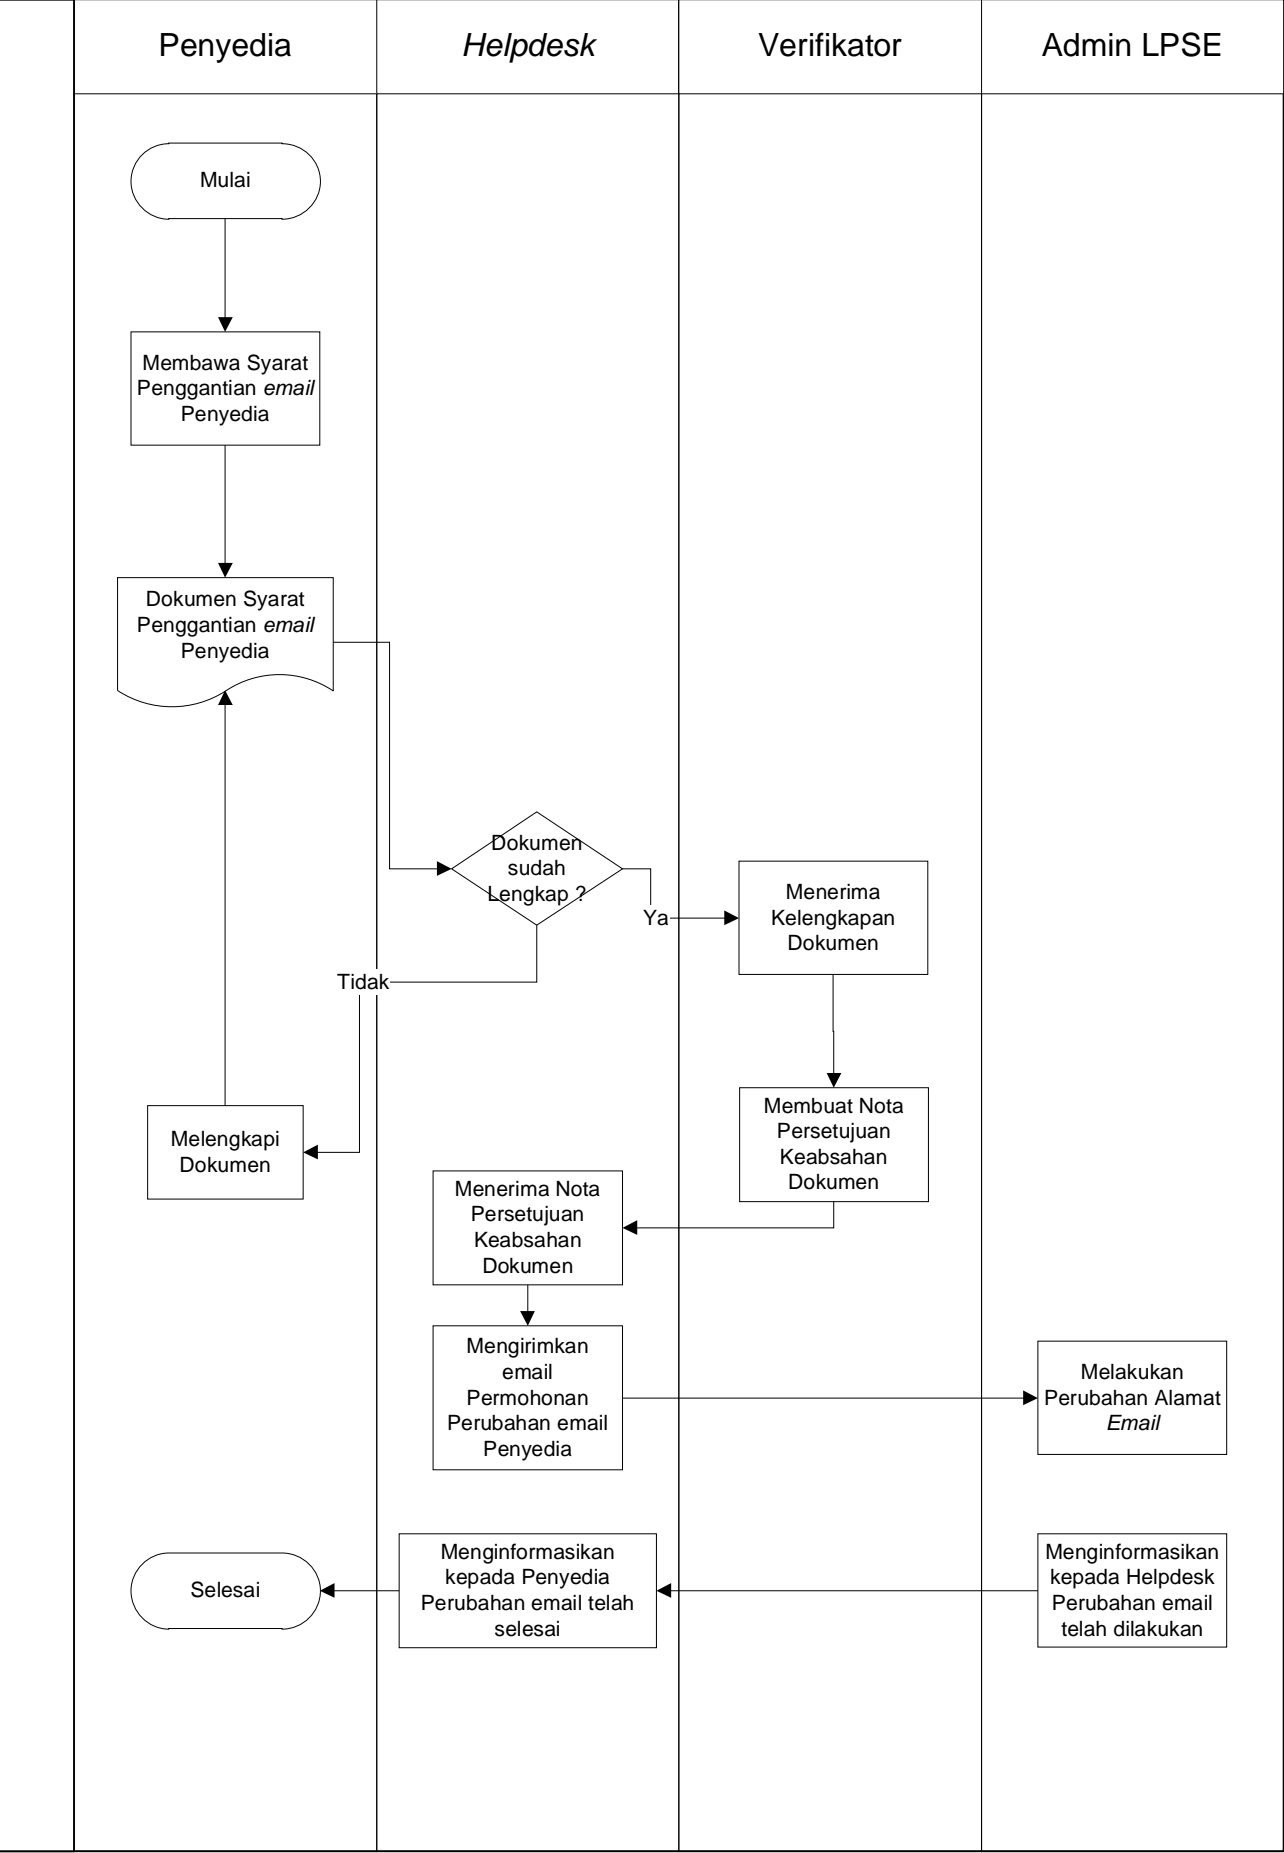 Penyedia
Helpdesk
Verifikator
Admin LPSE
Mulai
Membawa Syarat
Penggantian email
Penyedia
Dokumen Syarat
Penggantian email
Penyedia
Dokumen
sudah
Lengkap ?
Ya
Tidak
Menerima
Kelengkapan
Dokumen
Melengkapi
Dokumen
Membuat Nota
Persetujuan
Keabsahan
Dokumen
Menerima Nota
Persetujuan
Keabsahan
Dokumen
Mengirimkan
email
Permohonan
Perubahan email
Penyedia
Melakukan
Perubahan Alamat
Email
Selesai
Menginformasikan
kepada Penyedia
Perubahan email telah
selesai
Menginformasikan
kepada Helpdesk
Perubahan email
telah dilakukan